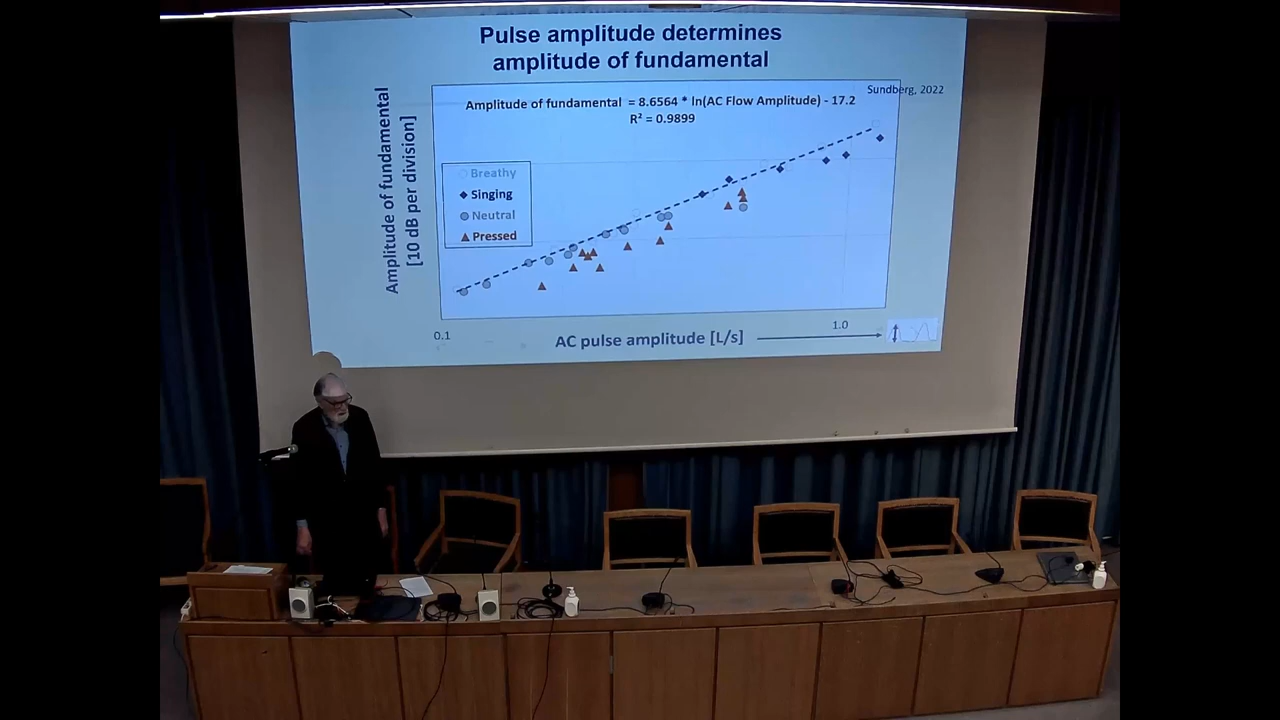 Pulse amplitude determines
amplitude of fundamental
Sundberg, 2022
Amplitude of fundamental = 8.6564 * ln(AC Flow Amplitude) - 17.2
R² = 0.9899
Amplitude of fundamental
[10 dB per division]
Breathy
Singing
Neutral
Pressed
0.1
1.0
AC pulse amplitude [L/s]